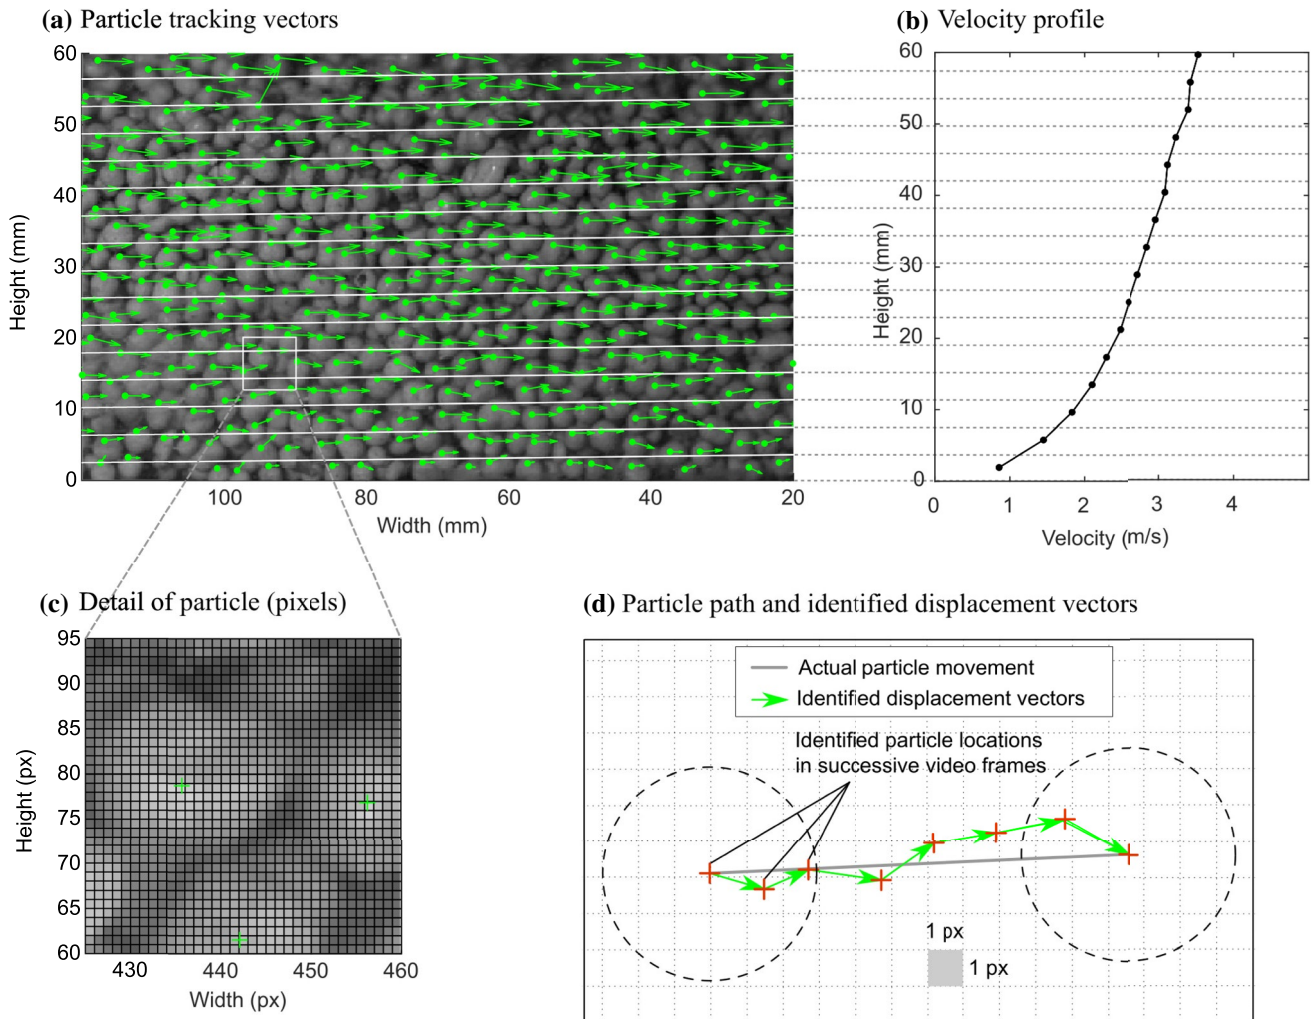 (a) Particle tracking vectors
60
50
40
30
20
10
0
Height (mm)
100 80 60 40 20
Width (mm)
(b) Velocity profile
60
50
40
30
20
10
0
Height (mm)
0 1 2 3 4
Velocity (m/s)
(c) Detail of particle (pixels)
95
90
85
80
75
70
65
60
Height (px)
430 440 450 460
Width (px)
(d) Particle path and identified displacement vectors
Actual particle movement
Identified displacement vectors
Identified particle locations
in successive video frames
1 px
1 px